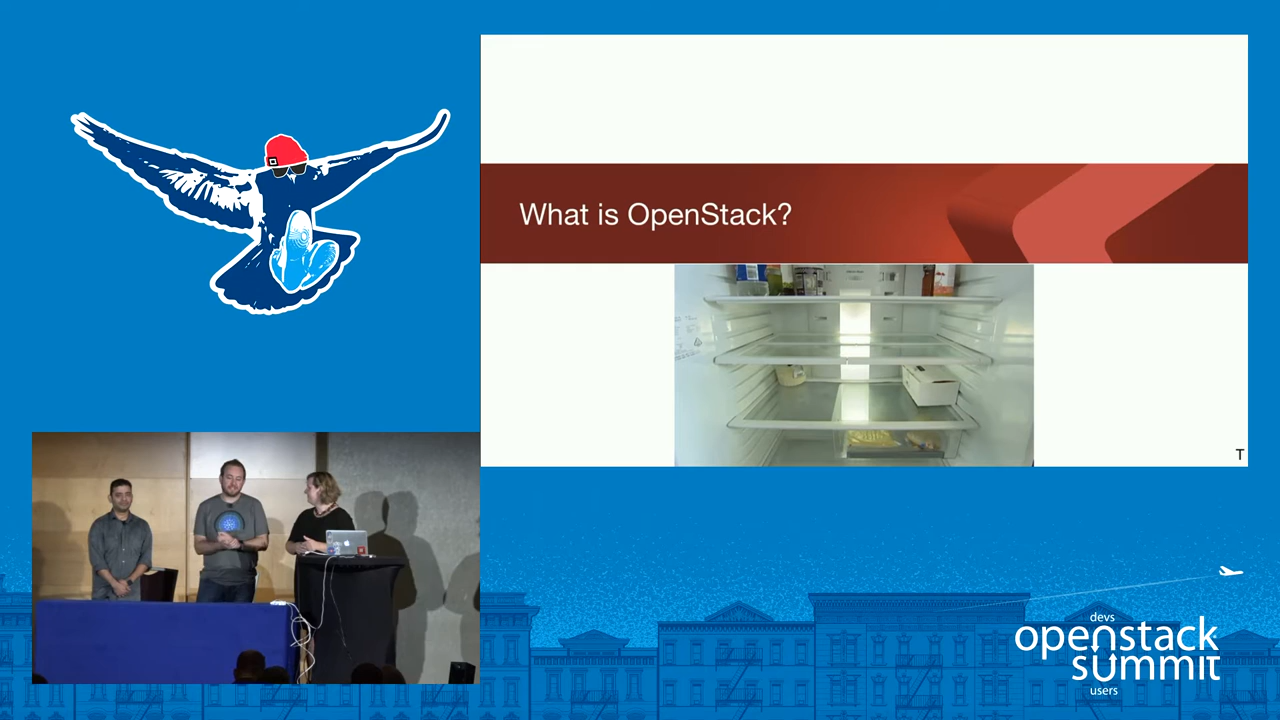 What is OpenStack?
T
devs
openstack
summit
users